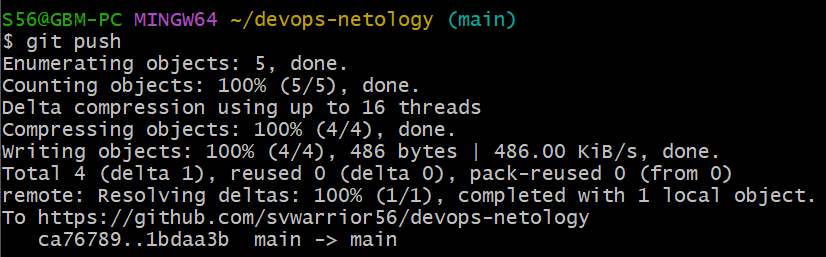 S56@GBM-PC MINGW64 ~/devops-netology (main)
$ git push
Enumerating objects: 5, done.
Counting objects: 100% (5/5), done.
Delta compression using up to 16 threads
Compressing objects: 100% (4/4), done.
Writing objects: 100% (4/4), 486 bytes | 486.00 KiB/s, done.
Total 4 (delta 1), reused 0 (delta 0), pack-reused 0 (from 0)
remote: Resolving deltas: 100% (1/1), completed with 1 local object.
To https://github.com/svwarrior56/devops-netology
   ca76789..1bdaa3b  main -> main